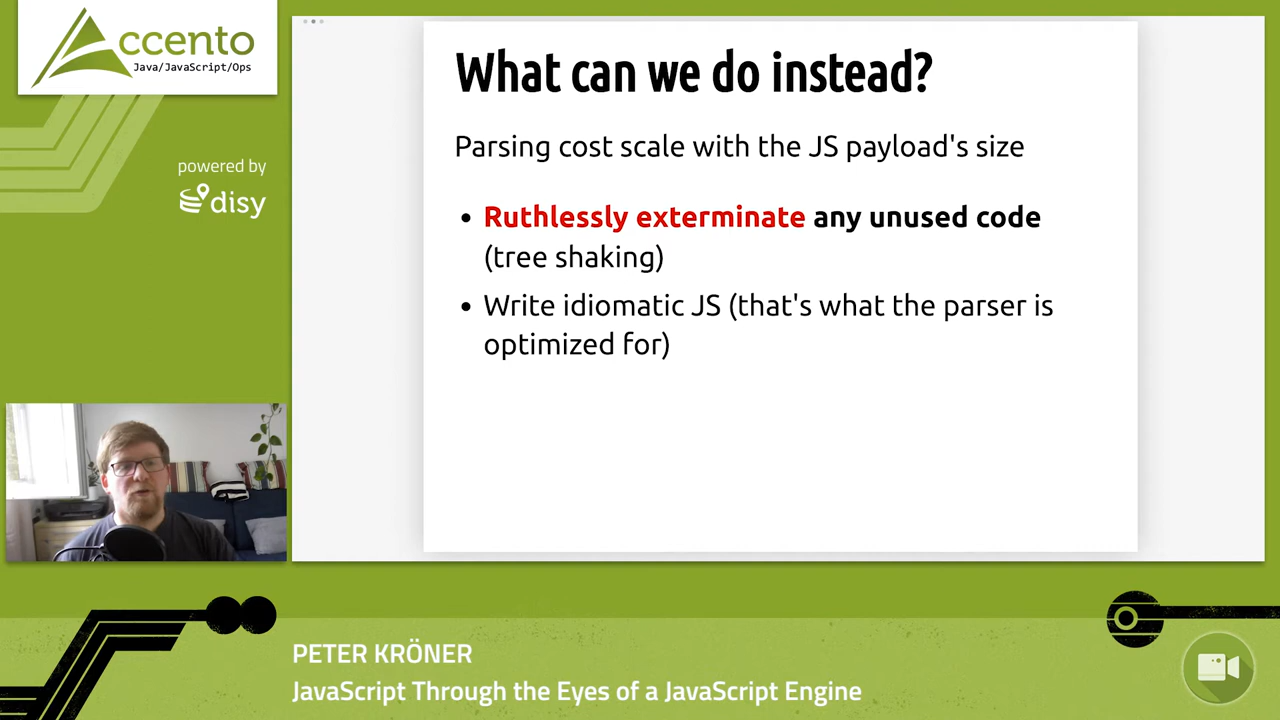 Accento
Java/JavaScript/Ops
powered by
disy
What can we do instead?
Parsing cost scale with the JS payload's size
• Ruthlessly exterminate any unused code
(tree shaking)
• Write idiomatic JS (that's what the parser is
optimized for)
PETER KRÖNER
JavaScript Through the Eyes of a JavaScript Engine